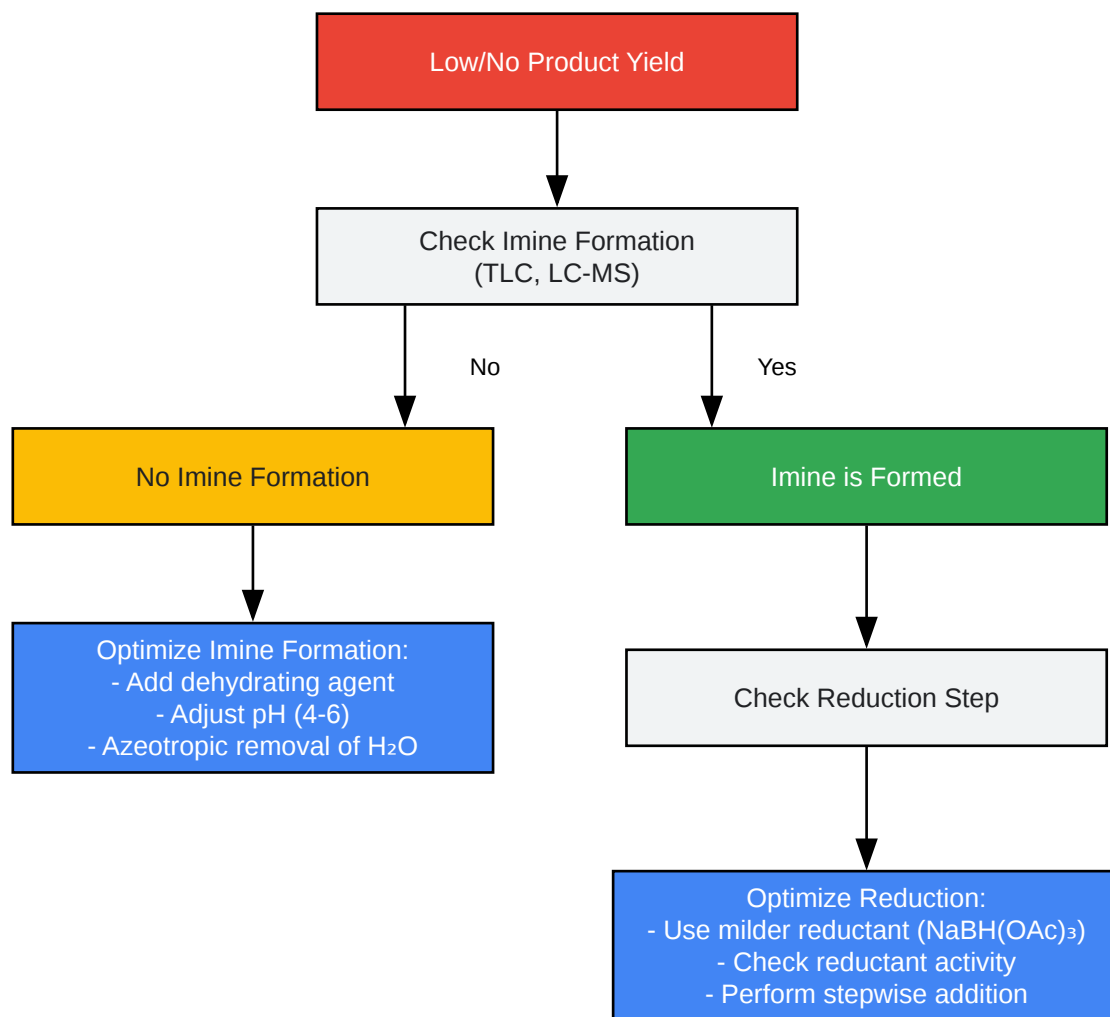 Low/No Product Yield
Check Imine Formation
(TLC, LC-MS)
No
Yes
No Imine Formation
Imine is Formed
Optimize Imine Formation:
- Add dehydrating agent
- Adjust pH (4-6)
- Azeotropic removal of H₂O
Check Reduction Step
Optimize Reduction:
- Use milder reductant (NaBH(OAc)₃)
- Check reductant activity
- Perform stepwise addition